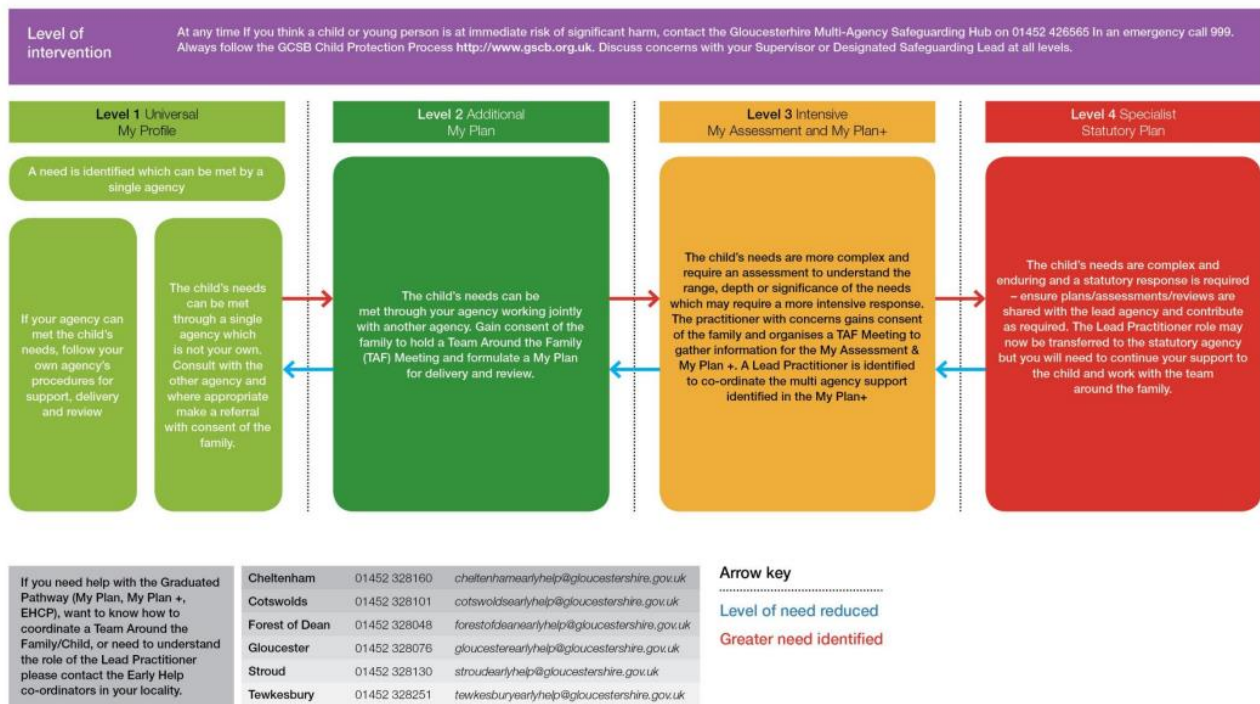 Level of
intervention
At any time If you think a child or young person is at immediate risk of significant harm, contact the Gloucesterhire Multi-Agency Safeguarding Hub on 01452 426565 In an emergency call 999.
Always follow the GCSB Child Protection Process http://www.gscb.org.uk. Discuss concerns with your Supervisor or Designated Safeguarding Lead at all levels.
Level 1 Universal
My Profile
A need is identified which can be met by a
single agency
If your agency can
met the child's
needs, follow your
own agency's
procedures for
support, delivery
and review
The child's needs
can be met
through a single
agency which
is not your own.
Consult with the
other agency and
where appropriate
make a referral
with consent of the
family.
Level 2 Additional
My Plan
The child's needs can be
met through your agency working jointly
with another agency. Gain consent of the
family to hold a Team Around the Family
(TAF) Meeting and formulate a My Plan
for delivery and review.
Level 3 Intensive
My Assessment and My Plan+
The child's needs are more complex and
require an assessment to understand the
range, depth or significance of the needs
which may require a more intensive response.
The practitioner with concerns gains consent
of the family and organises a TAF Meeting to
gather information for the My Assessment &
My Plan +. A Lead Practitioner is identified
to co-ordinate the multi agency support
identified in the My Plan+
Level 4 Specialist
Statutory Plan
The child's needs are complex and
enduring and a statutory response is required
– ensure plans/assessments/reviews are
shared with the lead agency and contribute
as required. The Lead Practitioner role may
now be transferred to the statutory agency
but you will need to continue your support to
the child and work with the team
around the family.
If you need help with the Graduated
Pathway (My Plan, My Plan +,
EHCP), want to know how to
coordinate a Team Around the
Family/Child, or need to understand
the role of the Lead Practitioner
please contact the Early Help
co-ordinators in your locality.
Cheltenham 01452 328160 cheltenhamearlyhelp@gloucestershire.gov.uk
Cotswolds 01452 328101 cotswoldsearlyhelp@gloucestershire.gov.uk
Forest of Dean 01452 328048 forestofdeanearlyhelp@gloucestershire.gov.uk
Gloucester 01452 328076 gloucesterearlyhelp@gloucestershire.gov.uk
Stroud 01452 328130 stroudearlyhelp@gloucestershire.gov.uk
Tewkesbury 01452 328251 tewkesburyearlyhelp@gloucestershire.gov.uk
Arrow key
Level of need reduced
Greater need identified